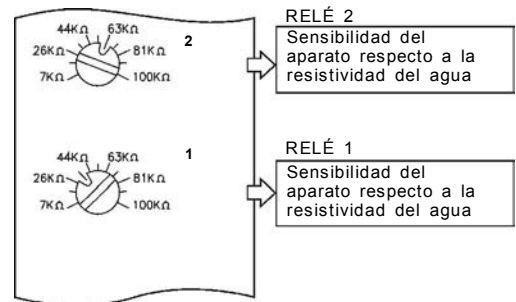 RELÉ 2
44KΩ 63KΩ 2
26KΩ 81KΩ
7KΩ 100KΩ
Sensibilidad del
aparato respecto a la
resistividad del agua
RELÉ 1
44KΩ 63KΩ 1
26KΩ 81KΩ
7KΩ 100KΩ
Sensibilidad del
aparato respecto a la
resistividad del agua